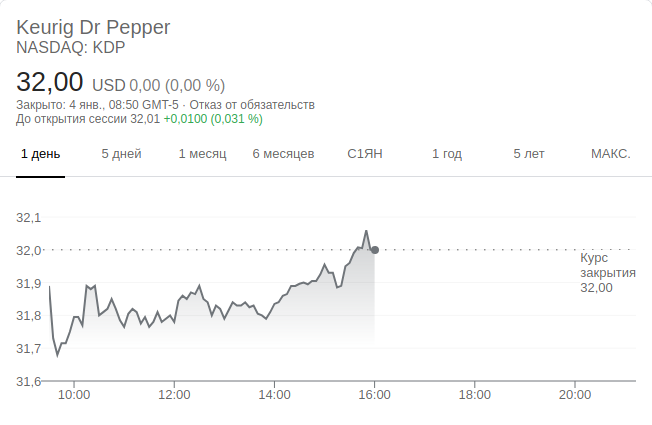 Keurig Dr Pepper
NASDAQ: KDP
32,00 USD 0,00 (0,00 %)
Закрыто: 4 янв., 08:50 GMT-5 · Отказ от обязательств
До открытия сессии 32,01 +0,0100 (0,031 %)
1 день 5 дней 1 месяц 6 месяцев С1ЯН 1 год 5 лет МАКС.
32,1
32,0
Курс
закрытия
32,00
31,9
31,8
31,7
31,6
10:00 12:00 14:00 16:00 18:00 20:00